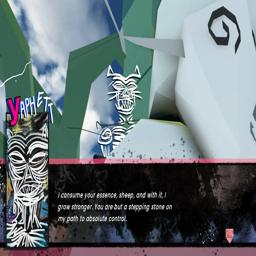 YAPHETT
I consume your essence, sheep, and with it, I
grow stronger. You are but a stepping stone on
my path to absolute control.